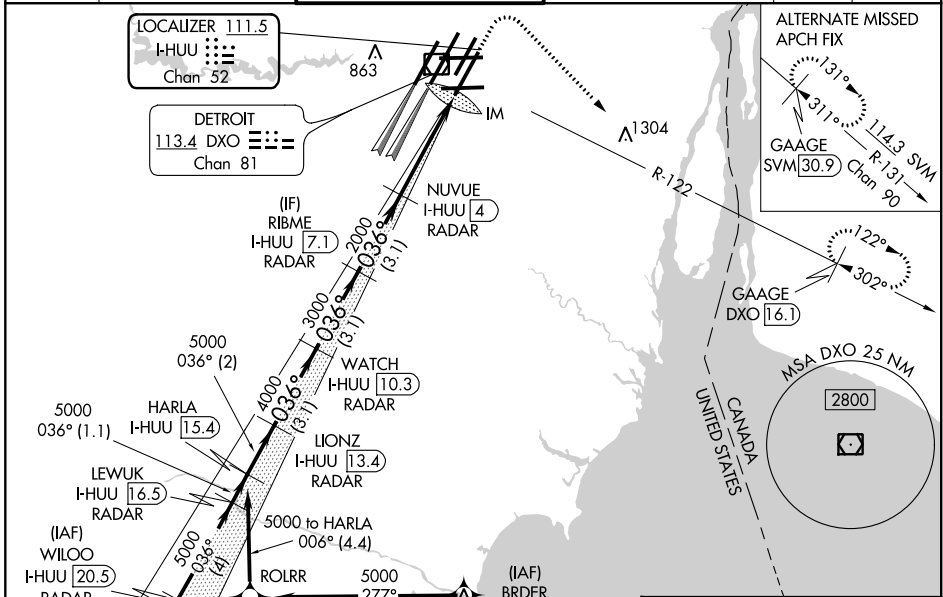 LOCALIZER 111.5
I-HUU
Chan 52
863
DETROIT
113.4 DXO
Chan 81
IM
1304
R-122
ALTERNATE MISSED
APCH FIX
131°
311°
114.3 SVM
R-131
Chan 90
GAAGE
SVM 30.9
NUVUE
I-HUU 4
RADAR
(IF)
RIBME
I-HUU 7.1
RADAR
2000
036°
(3.1)
122°
302°
GAAGE
DXO 16.1
3000
036°
(3.1)
WATCH
I-HUU 10.3
RADAR
5000
036° (2)
4000
036°
(3.1)
LIONZ
I-HUU 13.4
RADAR
HARLA
I-HUU 15.4
5000
036° (1.1)
LEWUK
I-HUU 16.5
RADAR
MSA DXO 25 NM
2800
CANADA
UNITED STATES
5000 to HARLA
006° (4.4)
5000
036°
(4)
(IAF)
WILOO
I-HUU 20.5
RADAR
ROLRR
5000
277°
(IAF)
BRDER